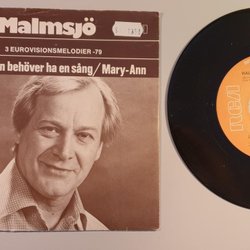 Malmsjö
3 EUROVISIONSMELODIER -79
n behöver ha en sång/Mary-Ann
RCA